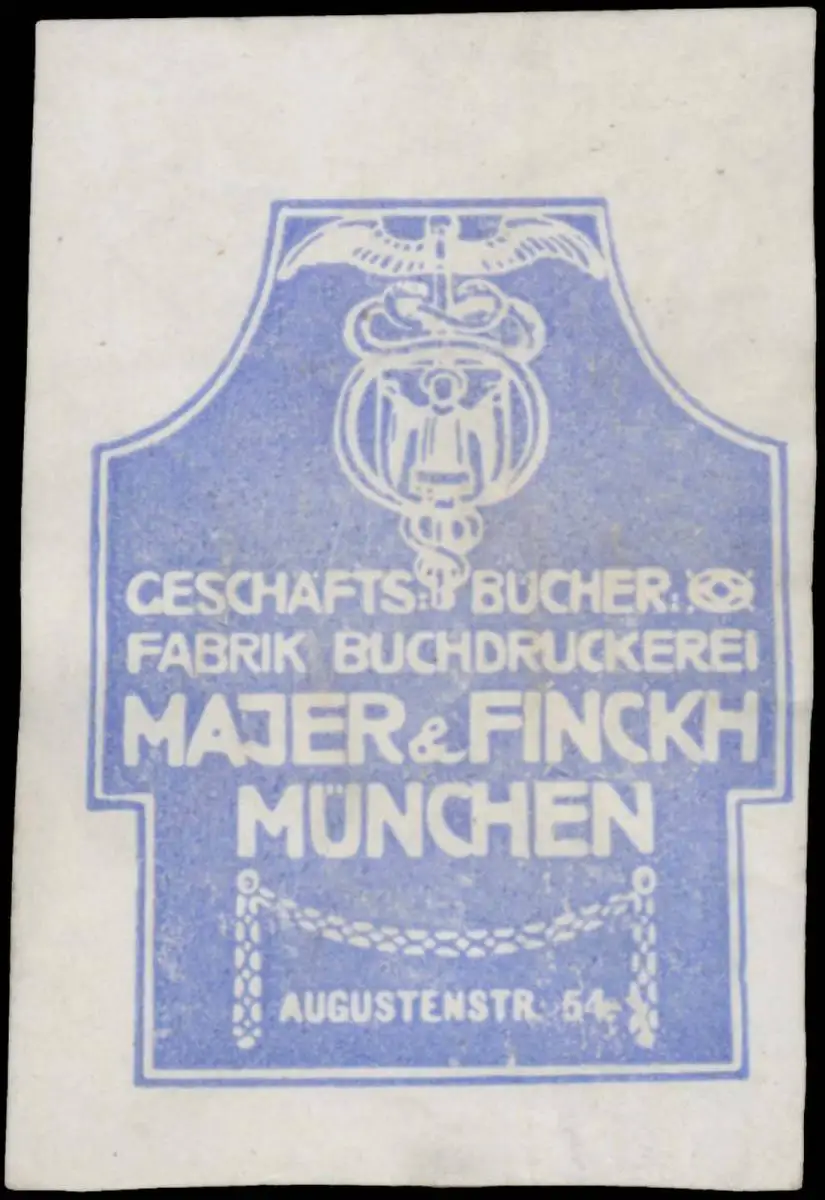 GESCHÄFTS: BÜCHER:
FABRIK BUCHDRUCKEREI
MAJER & FINCKH
MÜNCHEN
AUGUSTENSTR. 54